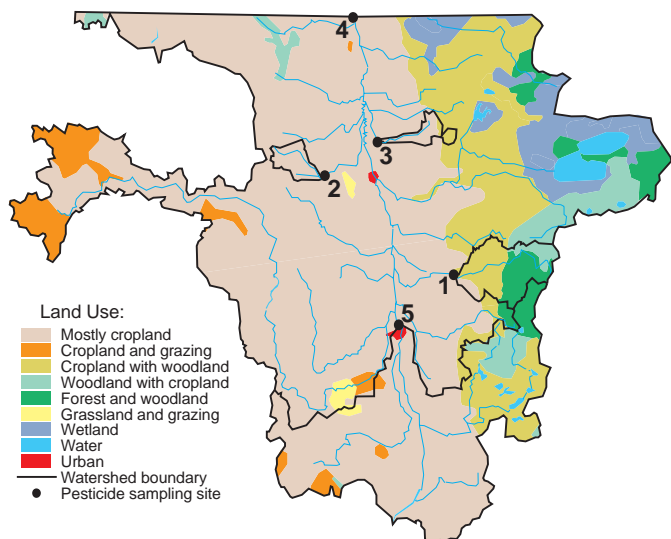 4
3
2
1
5
Land Use:
Mostly cropland
Cropland and grazing
Cropland with woodland
Woodland with cropland
Forest and woodland
Grassland and grazing
Wetland
Water
Urban
Watershed boundary
Pesticide sampling site